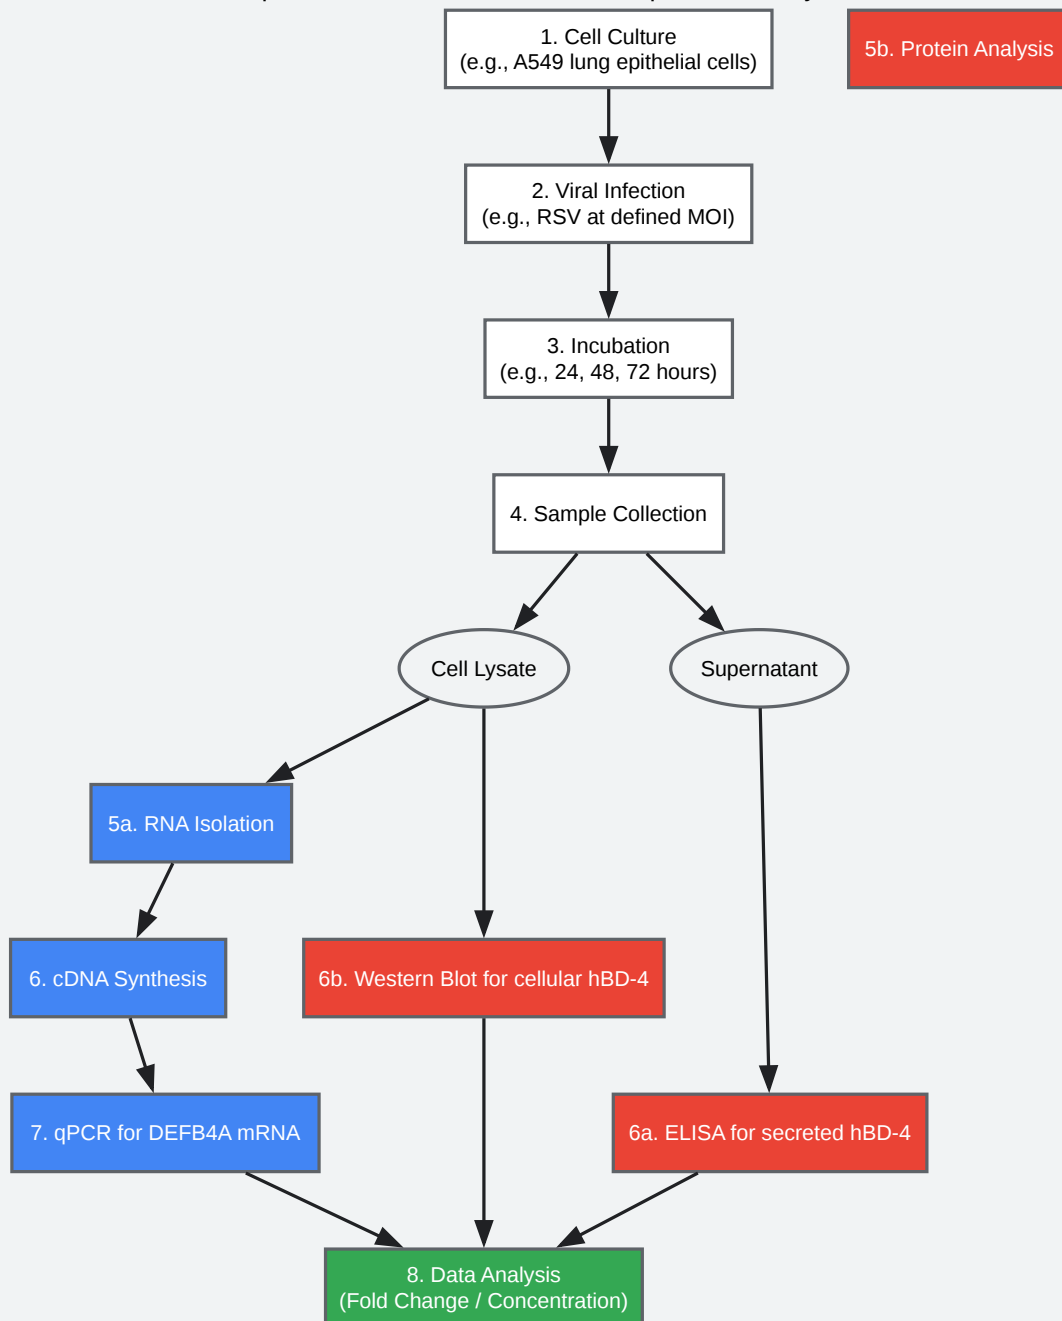 1. Cell Culture
(e.g., A549 lung epithelial cells)
5b. Protein Analysis
2. Viral Infection
(e.g., RSV at defined MOI)
3. Incubation
(e.g., 24, 48, 72 hours)
4. Sample Collection
Cell Lysate
Supernatant
5a. RNA Isolation
6. cDNA Synthesis
6b. Western Blot for cellular hBD-4
7. qPCR for DEFB4A mRNA
6a. ELISA for secreted hBD-4
8. Data Analysis
(Fold Change / Concentration)